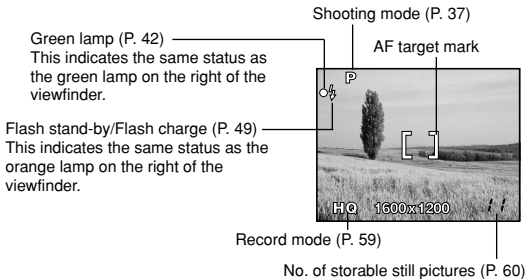 Shooting mode (P. 37)
Green lamp (P. 42)
This indicates the same status as
the green lamp on the right of the
viewfinder.
AF target mark
P
Flash stand-by/Flash charge (P. 49)
This indicates the same status as the
orange lamp on the right of the
viewfinder.
HQ 1600x1200 11
Record mode (P. 59)
No. of storable still pictures (P. 60)